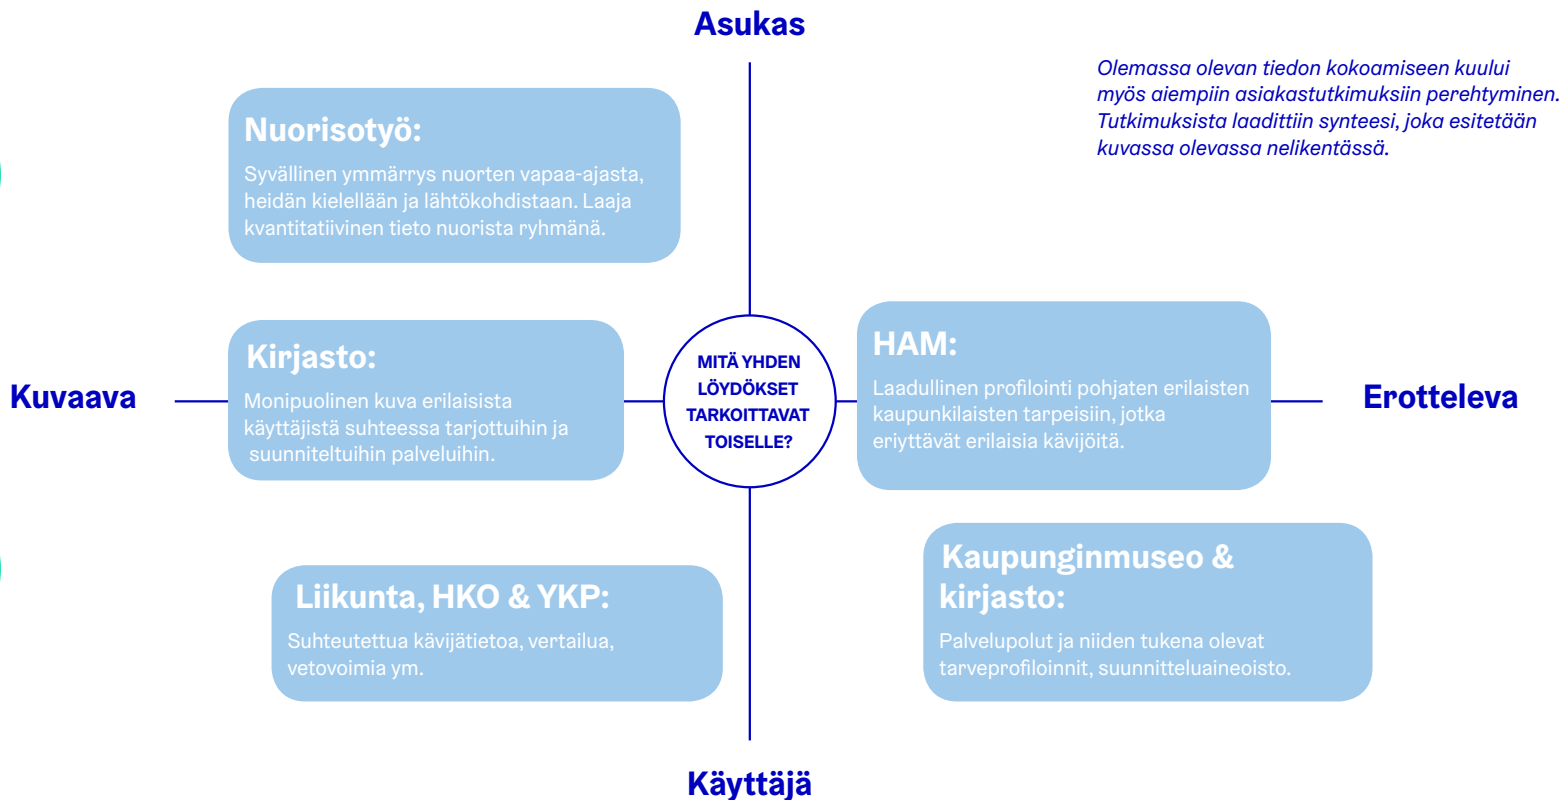 Asukas
Olemassa olevan tiedon kokoamiseen kuului
myös aiempiin asiakastutkimuksiin perehtyminen.
Tutkimuksista laadittiin synteesi, joka esitetään
kuvassa olevassa nelikentässä.
Nuorisotyö:
Syvällinen ymmärrys nuorten vapaa-ajasta,
heidän kielellään ja lähtökohdistaan. Laaja
kvantitatiivinen tieto nuorista ryhmänä.
Kuvaava
Kirjasto:
Monipuolinen kuva erilaisista
käyttäjistä suhteessa tarjottuihin ja
suunniteltuihin palveluihin.
MITÄ YHDEN
LÖYDÖKSET
TARKOITTAVAT
TOISELLE?
HAM:
Laadullinen profilointi pohjaten erilaisten
kaupunkilaisten tarpeisiin, jotka
eriyttävät erilaisia kävijöitä.
Erotteleva
Liikunta, HKO & YKP:
Suhteutettua kävijätietoa, vertailua,
vetovoimia ym.
Kaupunginmuseo &
kirjasto:
Palvelupolut ja niiden tukena olevat
tarveprofiloinnit, suunnitteluaineoisto.
Käyttäjä